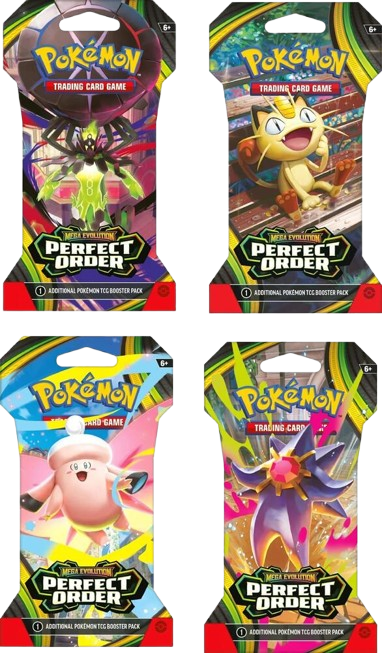 6+
POKéMON
TRADING CARD GAME
MEGA EVOLUTION
PERFECT
ORDER
1 ADDITIONAL POKÉMON TCG BOOSTER PACK
6+
POKéMON
TRADING CARD GAME
MEGA EVOLUTION
PERFECT
ORDER
1 ADDITIONAL POKÉMON TCG BOOSTER PACK
6+
POKéMON
CARD GAME
MEGA EVOLUTION
PERFECT
ORDER
1 ADDITIONAL POKÉMON TCG BOOSTER PACK
6+
POKéMON
TRADING CARD
MEGA EVOLUTION
PERFECT
ORDER
1 ADDITIONAL POKÉMON TCG BOOSTER PACK